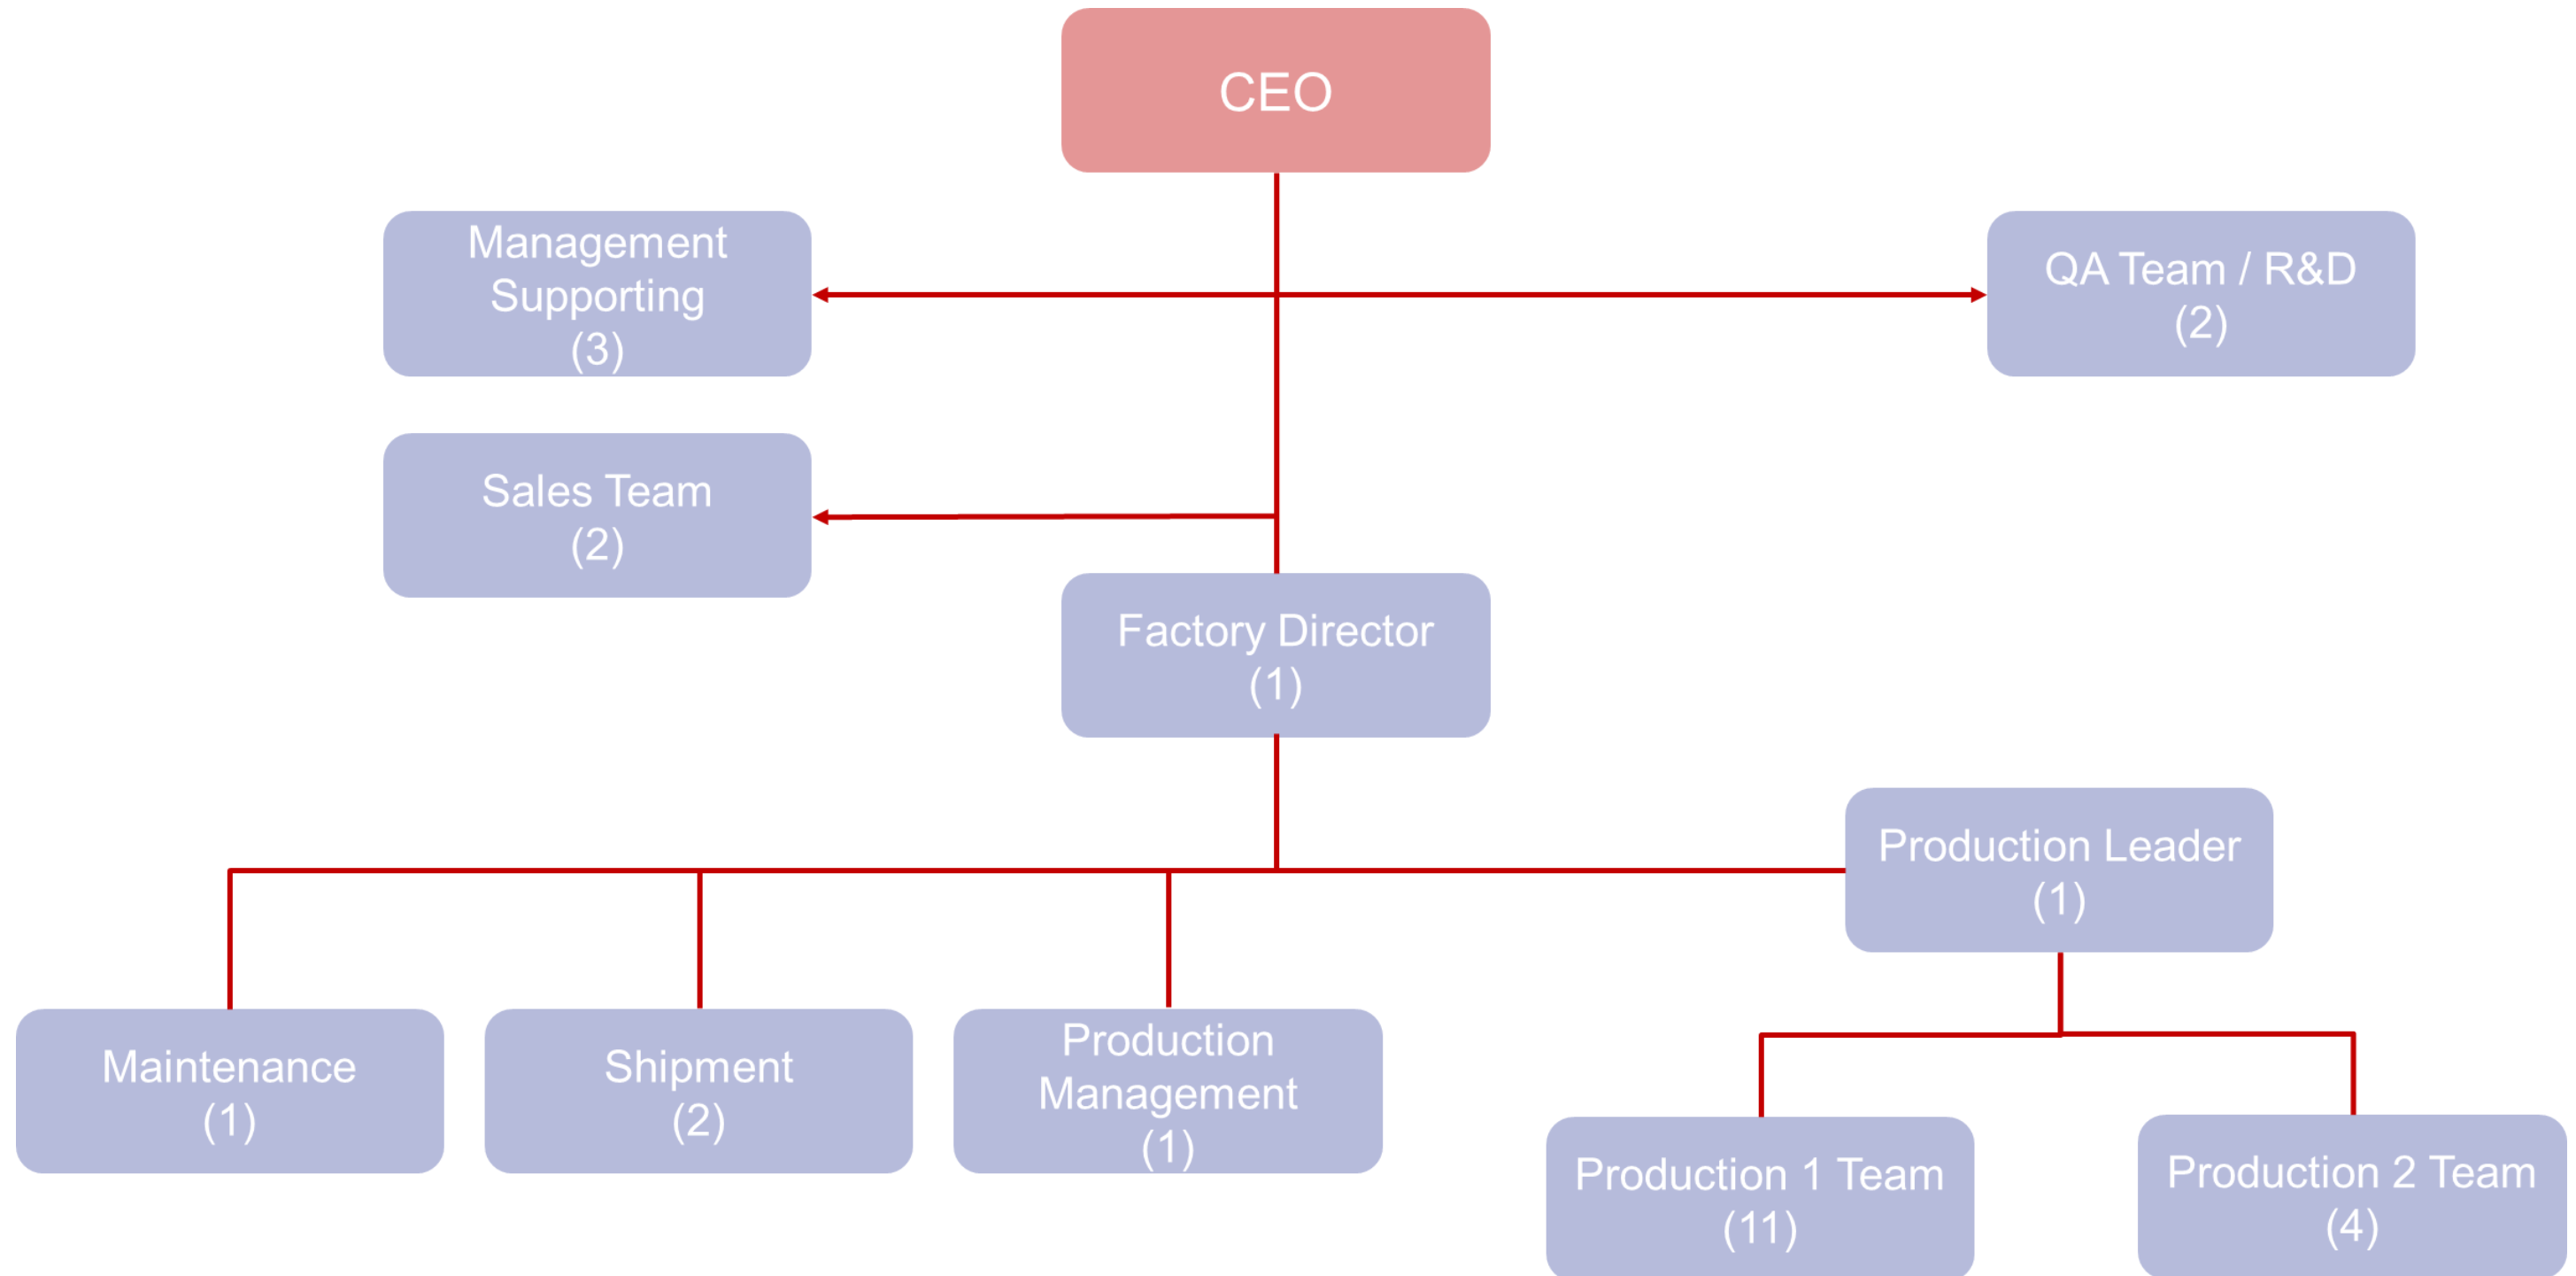 CEO
Management
Supporting
(3)
QA Team / R&D
(2)
Sales Team
(2)
Factory Director
(1)
Production Leader
(1)
Maintenance
(1)
Shipment
(2)
Production
Management
(1)
Production 1 Team
(11)
Production 2 Team
(4)